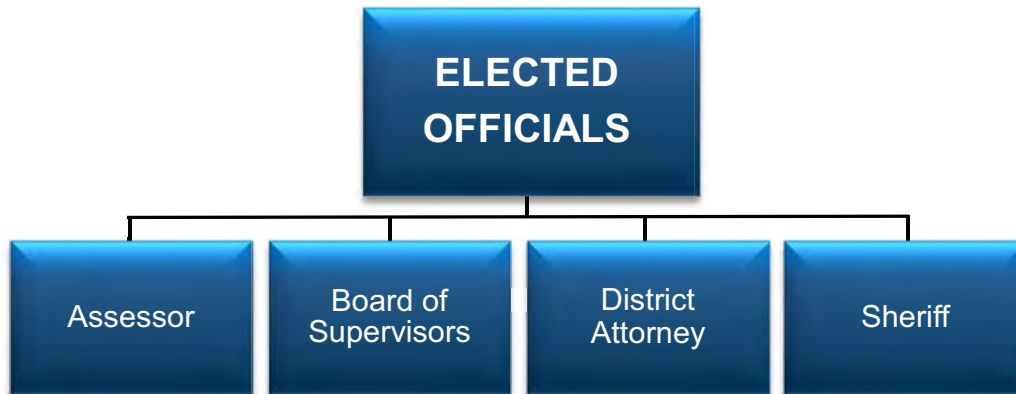 ELECTED
OFFICIALS
Assessor
Board of
Supervisors
District
Attorney
Sheriff